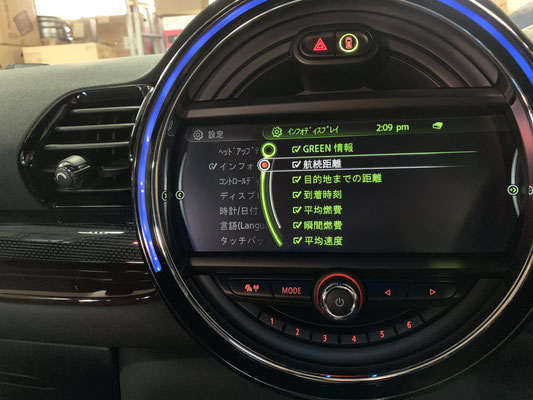 設定
インフォディスプレイ
2:09 pm
ヘッドアップデ
インフォ
コントロールデ
ディスプ
時計/日付
言語(Langu
タッチパッ
GREEN 情報
航続距離
目的地までの距離
到着時刻
平均燃費
瞬間燃費
平均速度
MODE
1 2 3 4 5 6